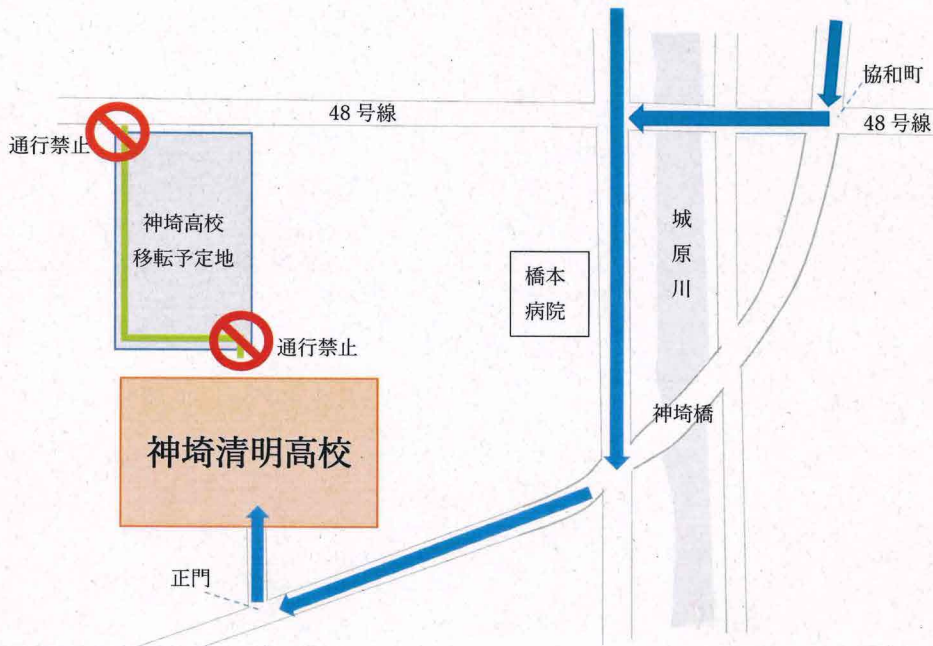 協和町
48号線
48号線
通行禁止
神埼高校
移転予定地
城原川
橋本
病院
通行禁止
神埼橋
神埼清明高校
正門